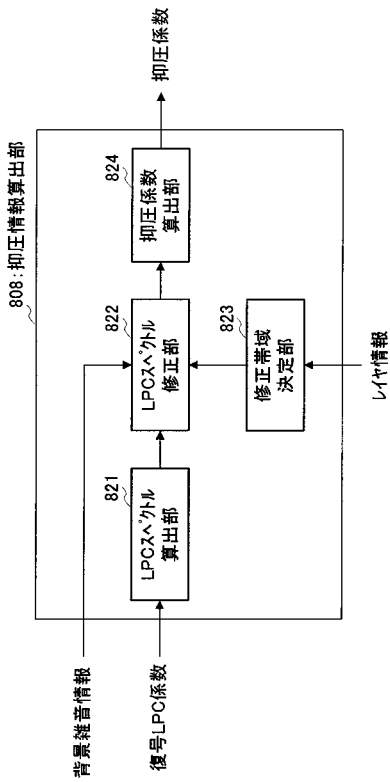 808：抑圧情報算出部
背景雑音情報
復号LPC係数
821
LPCスペクトル
算出部
822
LPCスペクトル
修正部
823
修正帯域
決定部
824
抑圧係数
算出部
抑圧係数
レイヤ情報